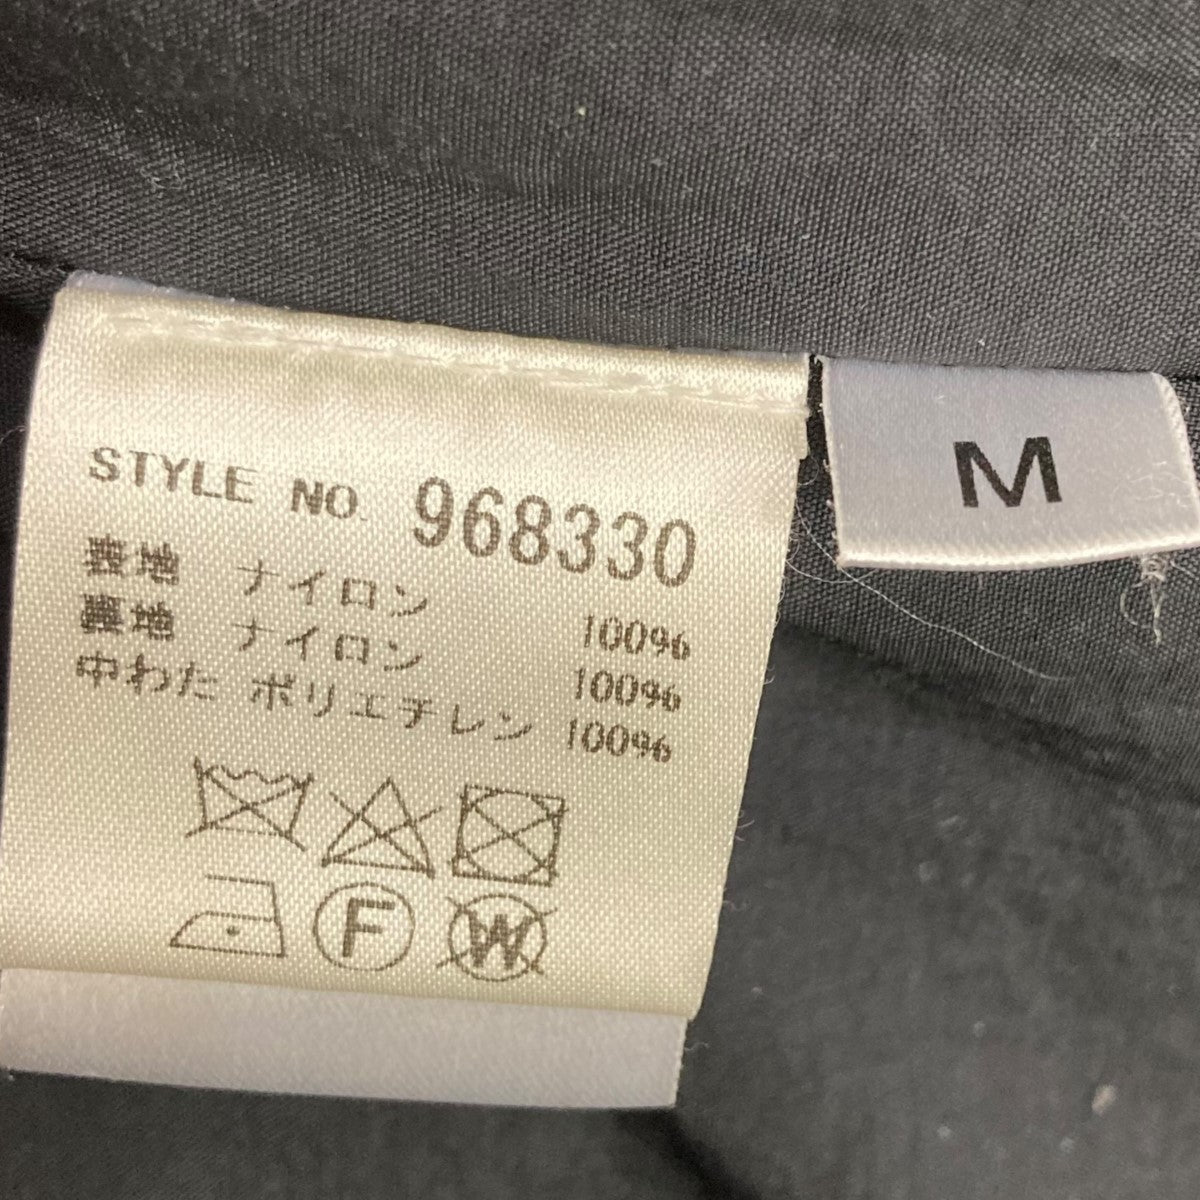 STYLE NO. 968330
表地 ナイロン 100%
裏地 ナイロン 100%
中わた ポリエチレン 100%
F W
M